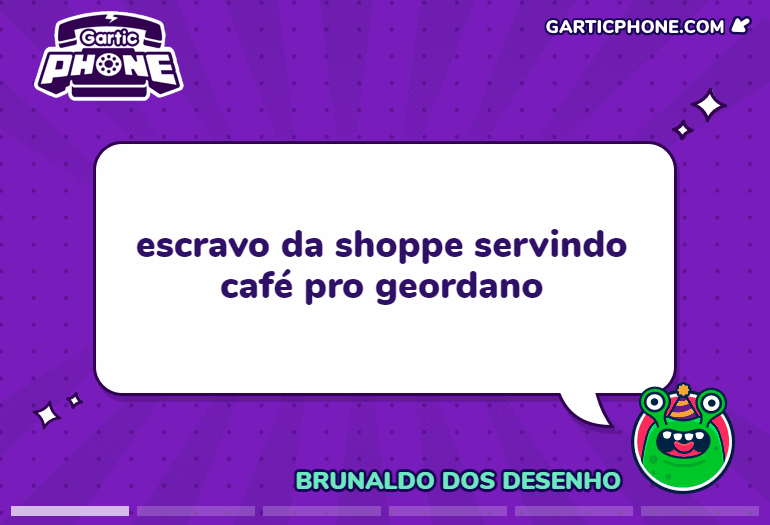 Gartic
PHONE
GARTICPHONE.COM
escravo da shoppe servindo
café pro geordano
BRUNALDO DOS DESENHO